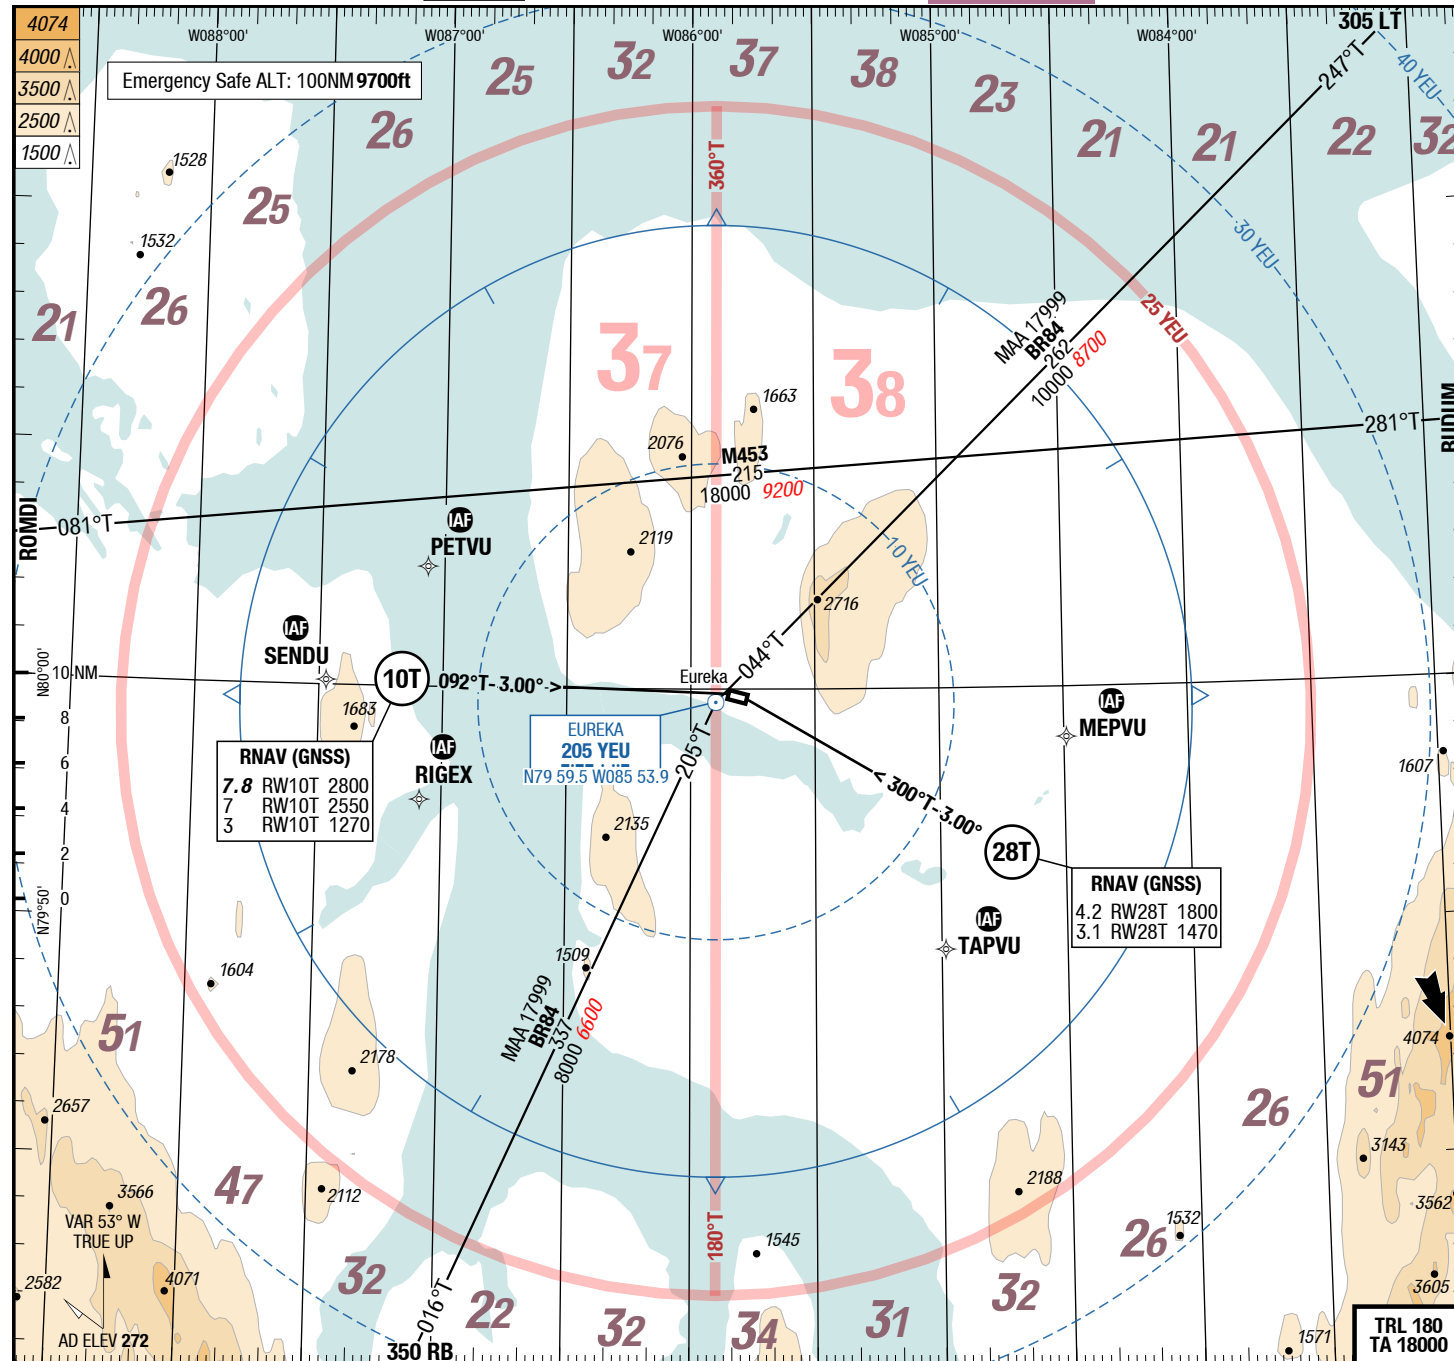 4074
4000
3500
2500
1500
W088°00'
W087°00'
W086°00'
W085°00'
W084°00'
305 LT
247°T
40 YEU
Emergency Safe ALT: 100NM 9700ft
25
32
37
38
23
26
21
21
22
32
1528
25
360°T
1532
30 YEU
26
21
25 YEU
MAA 17999
BR84
262
10000 8700
37
38
1663
281°T
RUDUM
2076
M453
215
18000 9200
ROMDI
081°T
IAF
PETVU
2119
10 YEU
2716
IAF
SENDU
044°T
N80°00'
10 NM
10T
092°T-3.00° >
Eureka
8
6
4
2
0
N79°50'
1683
IAF
RIGEX
EUREKA
205 YEU
N79 59.5 W085 53.9
205°T
IAF
MEPVU
1607
RNAV (GNSS)
7.8 RW10T 2800
7 RW10T 2550
3 RW10T 1270
< 300°T-3.00°
2135
28T
RNAV (GNSS)
4.2 RW28T 1800
3.1 RW28T 1470
IAF
TAPVU
1604
1509
51
MAA 17999
BR84
337
8000 6600
4074
2178
51
2657
26
3143
47
3566
2112
2188
3562
VAR 53° W
TRUE UP
180°T
1532
26
1545
2582
4071
32
016°T
22
32
34
31
32
3605
AD ELEV 272
350 RB
1571
TRL 180
TA 18000